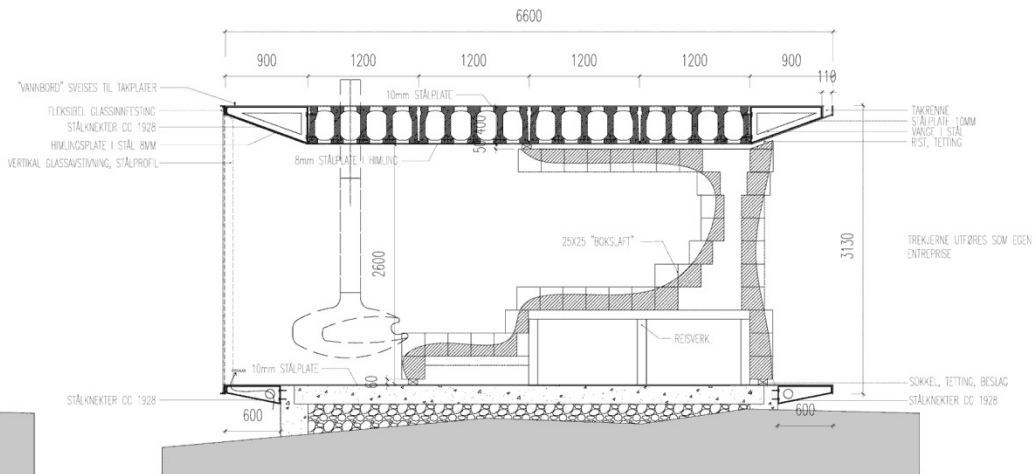 6600
900 1200 1200 1200 1200 900
110
"VANNBORD" SVEISES TIL TAKPLATER
10mm STÅLPLATE
FLEKSIBEL GLASSINNFESTING
STÅLKNEKTER CC 1928
HIMLINGSPLATE I STÅL 8MM
VERTIKAL GLASSAVSTIVNING, STÅLPROFIL
8mm STÅLPLATE I HIMLING
50 400
TAKRENNE
STÅLPLATE 10MM
VANGE I STÅL
RIST, TETTING
25X25 "BOKSLAFT"
TREKJERNE UTFØRES SOM EGEN
ENTREPRISE
3130
2600
REISVERK
10mm STÅLPLATE
60
SOKKEL, TETTING, BESLAG
STÅLKNEKTER CC 1928
STÅLKNEKTER CC 1928
600
600